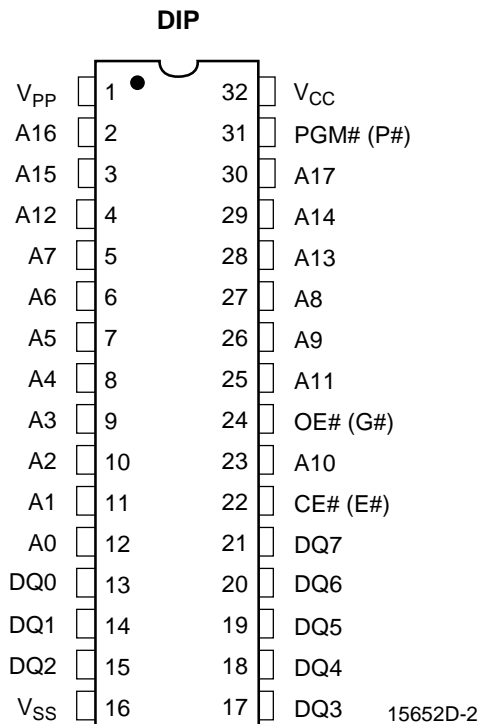 DIP
VPP 1 32 VCC
A16 2 31 PGM# (P#)
A15 3 30 A17
A12 4 29 A14
A7 5 28 A13
A6 6 27 A8
A5 7 26 A9
A4 8 25 A11
A3 9 24 OE# (G#)
A2 10 23 A10
A1 11 22 CE# (E#)
A0 12 21 DQ7
DQ0 13 20 DQ6
DQ1 14 19 DQ5
DQ2 15 18 DQ4
VSS 16 17 DQ3
15652D-2